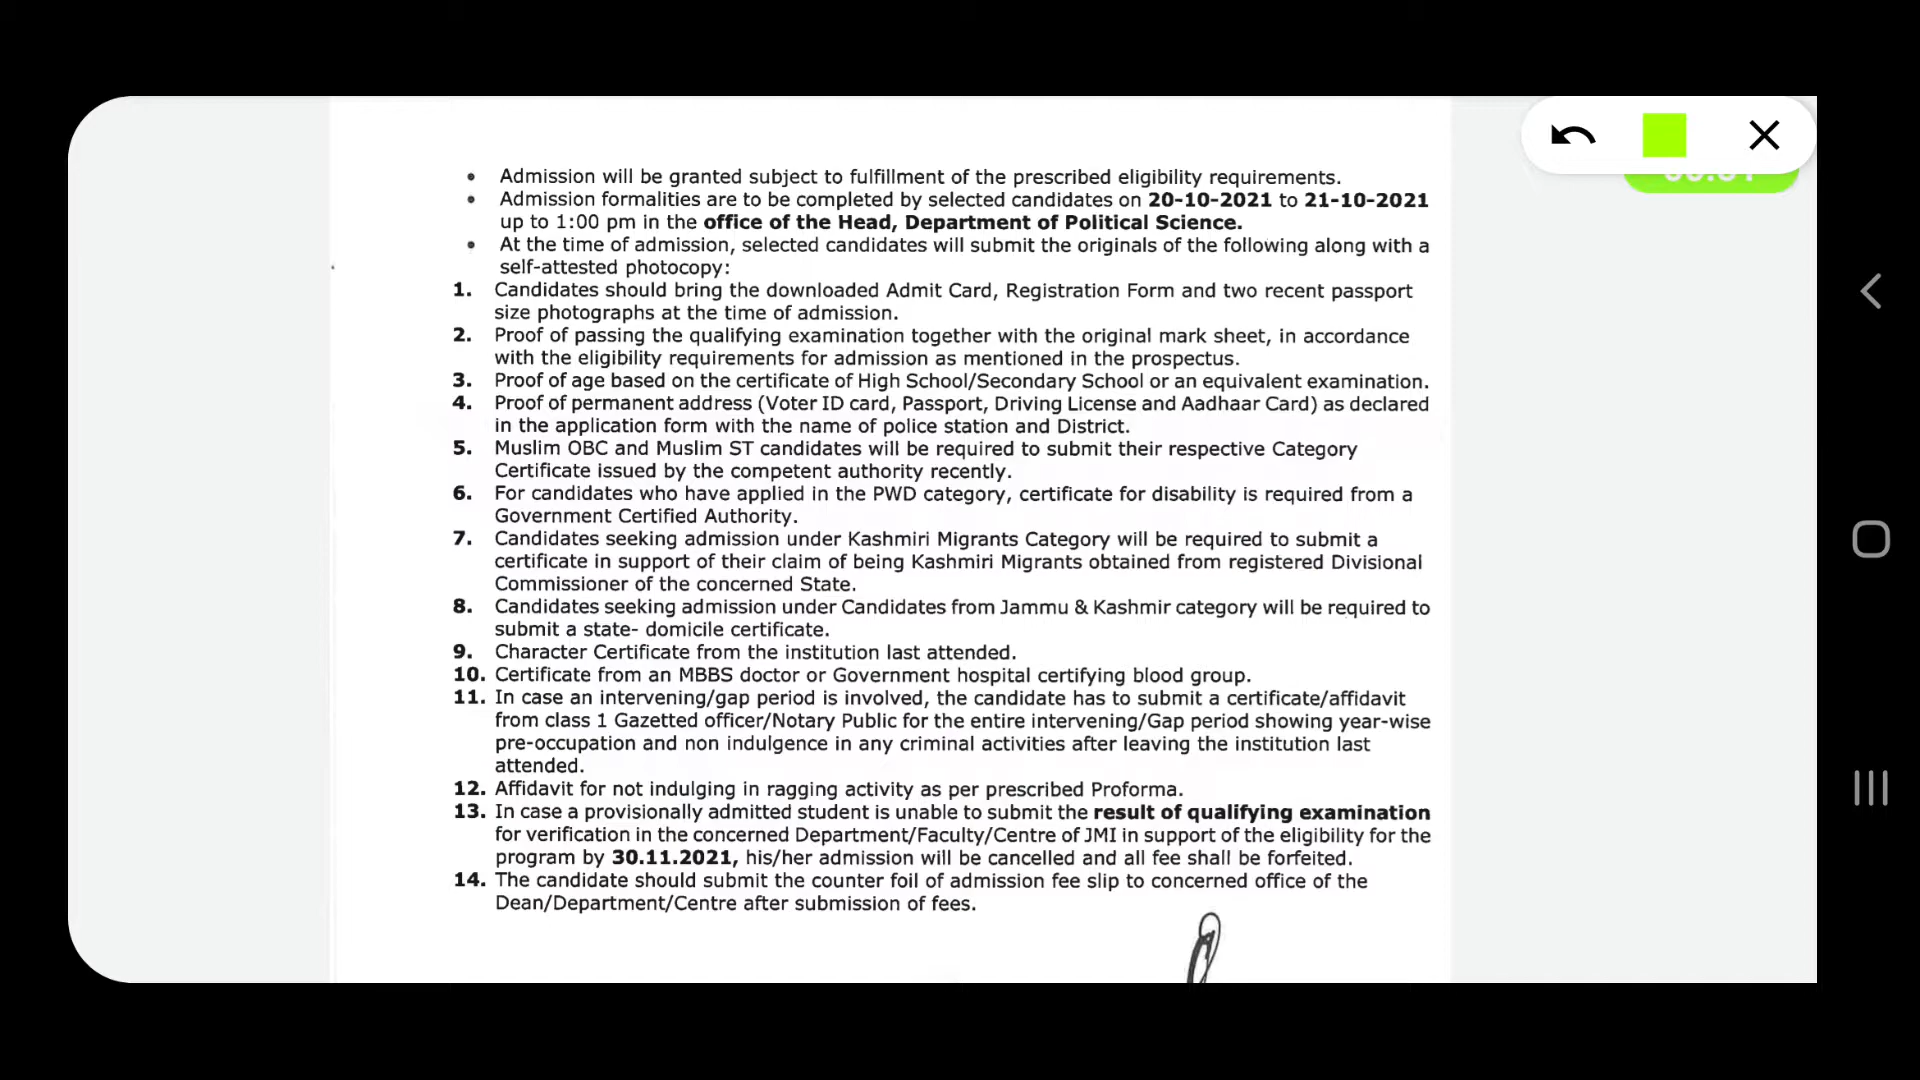 • Admission will be granted subject to fulfillment of the prescribed eligibility requirements.
• Admission formalities are to be completed by selected candidates on 20-10-2021 to 21-10-2021
up to 1:00 pm in the office of the Head, Department of Political Science.
• At the time of admission, selected candidates will submit the originals of the following along with a
self-attested photocopy:
1. Candidates should bring the downloaded Admit Card, Registration Form and two recent passport
size photographs at the time of admission.
2. Proof of passing the qualifying examination together with the original mark sheet, in accordance
with the eligibility requirements for admission as mentioned in the prospectus.
3. Proof of age based on the certificate of High School/Secondary School or an equivalent examination.
4. Proof of permanent address (Voter ID card, Passport, Driving License and Aadhaar Card) as declared
in the application form with the name of police station and District.
5. Muslim OBC and Muslim ST candidates will be required to submit their respective Category
Certificate issued by the competent authority recently.
6. For candidates who have applied in the PWD category, certificate for disability is required from a
Government Certified Authority.
7. Candidates seeking admission under Kashmiri Migrants Category will be required to submit a
certificate in support of their claim of being Kashmiri Migrants obtained from registered Divisional
Commissioner of the concerned State.
8. Candidates seeking admission under Candidates from Jammu & Kashmir category will be required to
submit a state- domicile certificate.
9. Character Certificate from the institution last attended.
10. Certificate from an MBBS doctor or Government hospital certifying blood group.
11. In case an intervening/gap period is involved, the candidate has to submit a certificate/affidavit
from class 1 Gazetted officer/Notary Public for the entire intervening/Gap period showing year-wise
pre-occupation and non indulgence in any criminal activities after leaving the institution last
attended.
12. Affidavit for not indulging in ragging activity as per prescribed Proforma.
13. In case a provisionally admitted student is unable to submit the result of qualifying examination
for verification in the concerned Department/Faculty/Centre of JMI in support of the eligibility for the
program by 30.11.2021, his/her admission will be cancelled and all fee shall be forfeited.
14. The candidate should submit the counter foil of admission fee slip to concerned office of the
Dean/Department/Centre after submission of fees.